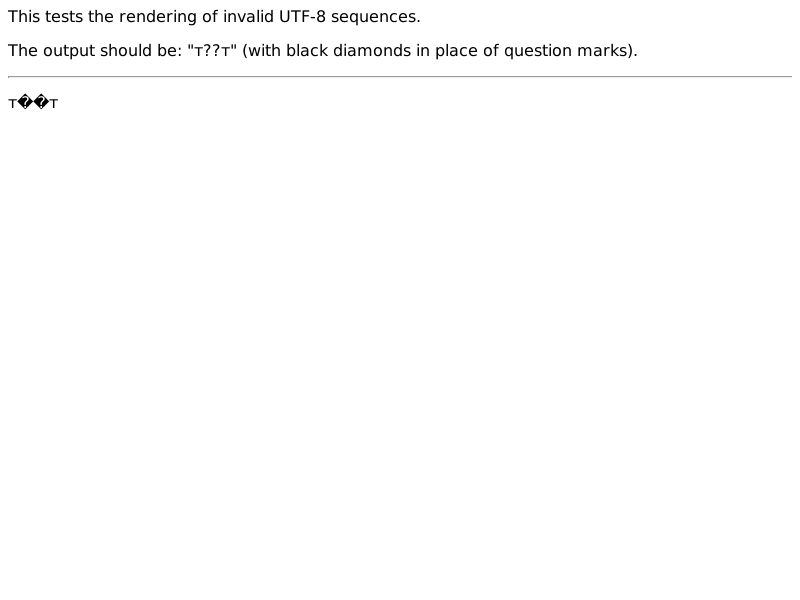 This tests the rendering of invalid UTF-8 sequences.
The output should be: "т??т" (with black diamonds in place of question marks).
т��т